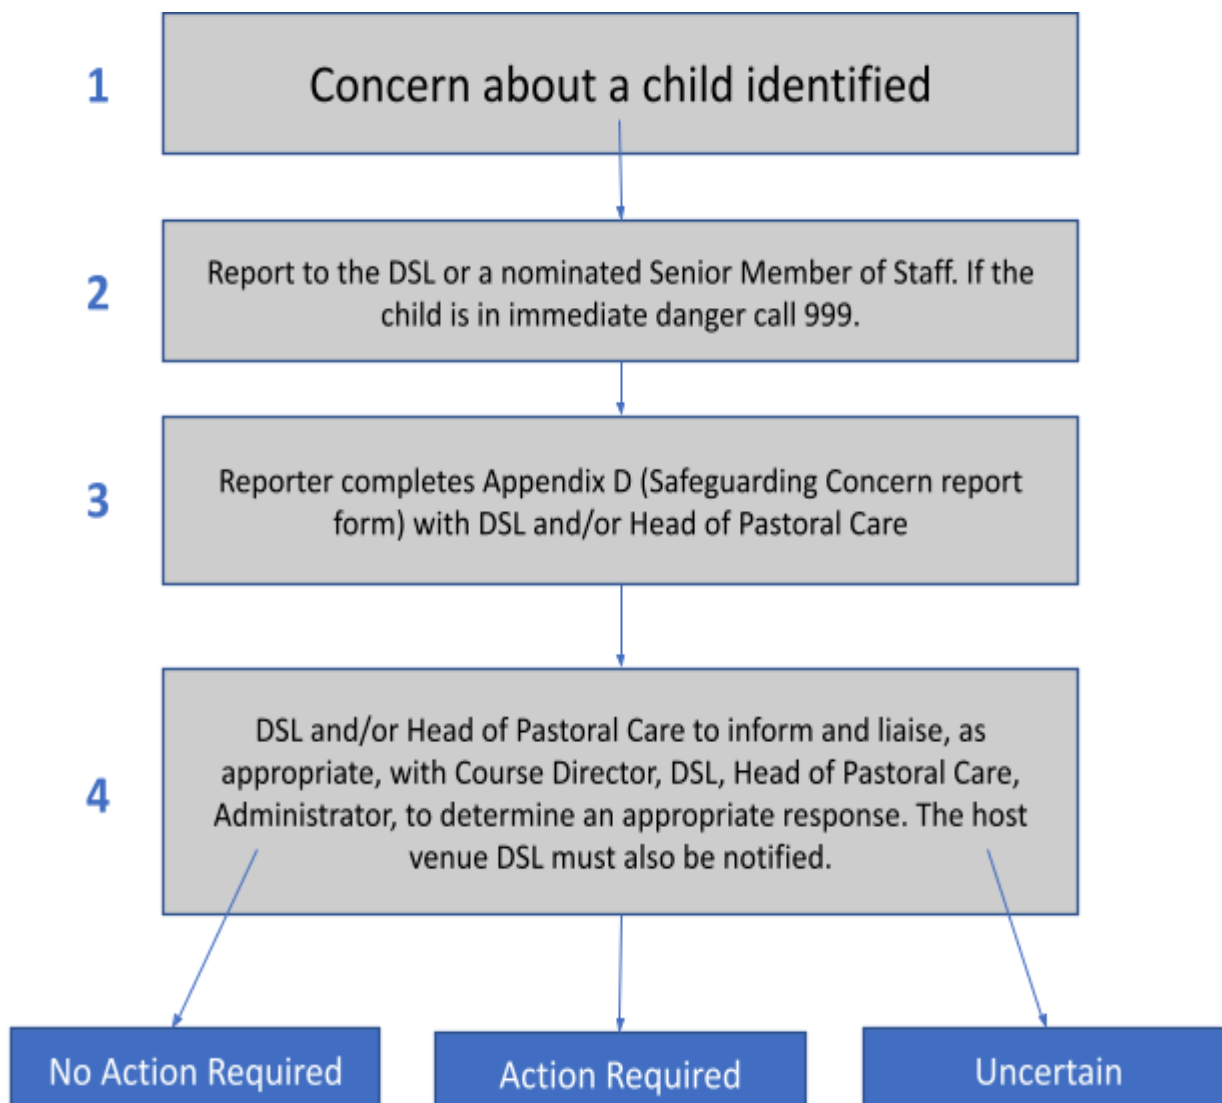 1
Concern about a child identified
2
Report to the DSL or a nominated Senior Member of Staff. If the
child is in immediate danger call 999.
3
Reporter completes Appendix D (Safeguarding Concern report
form) with DSL and/or Head of Pastoral Care
4
DSL and/or Head of Pastoral Care to inform and liaise, as
appropriate, with Course Director, DSL, Head of Pastoral Care,
Administrator, to determine an appropriate response. The host
venue DSL must also be notified.
No Action Required
Action Required
Uncertain